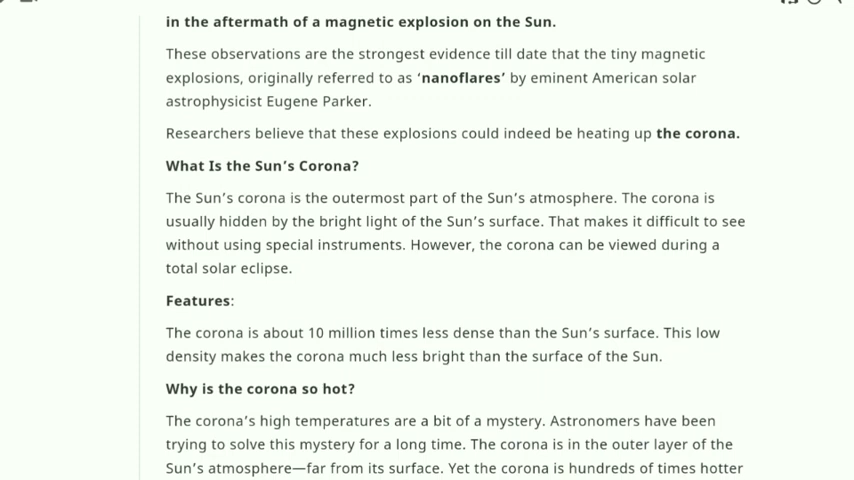 in the aftermath of a magnetic explosion on the Sun.
These observations are the strongest evidence till date that the tiny magnetic
explosions, originally referred to as ‘nanoflares’ by eminent American solar
astrophysicist Eugene Parker.
Researchers believe that these explosions could indeed be heating up the corona.
What Is the Sun’s Corona?
The Sun’s corona is the outermost part of the Sun’s atmosphere. The corona is
usually hidden by the bright light of the Sun’s surface. That makes it difficult to see
without using special instruments. However, the corona can be viewed during a
total solar eclipse.
Features:
The corona is about 10 million times less dense than the Sun’s surface. This low
density makes the corona much less bright than the surface of the Sun.
Why is the corona so hot?
The corona’s high temperatures are a bit of a mystery. Astronomers have been
trying to solve this mystery for a long time. The corona is in the outer layer of the
Sun’s atmosphere—far from its surface. Yet the corona is hundreds of times hotter